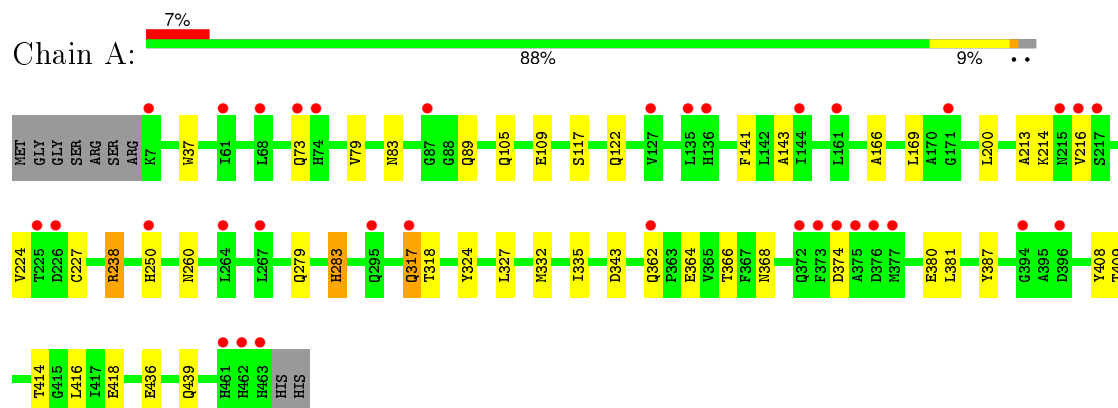 7%
Chain A:
88% 9% ••
MET GLY GLY SER ARG SER ARG K7 W37 I61 L68 Q73 H74 V79 N83 G87 G88 Q89 Q105 E109 S117 Q122 V127 L135 H136 F141 L142 A143 I144 L161 A166 L169 A170 G171 L200 A213 K214 N215 V216 S217
V224 T225 D226 C227 R238 H250 N260 L264 L267 Q279 H283 Q295 Q317 T318 Y324 L327 M332 I335 D343 Q362 P363 E364 V365 T366 F367 N368 Q372 F373 D374 A375 D376 M377 E380 L381 Y387 G394 A395 D396 Y408 T409
T414 G415 L416 I417 E418 E436 Q439 H461 H462 H463 HIS HIS